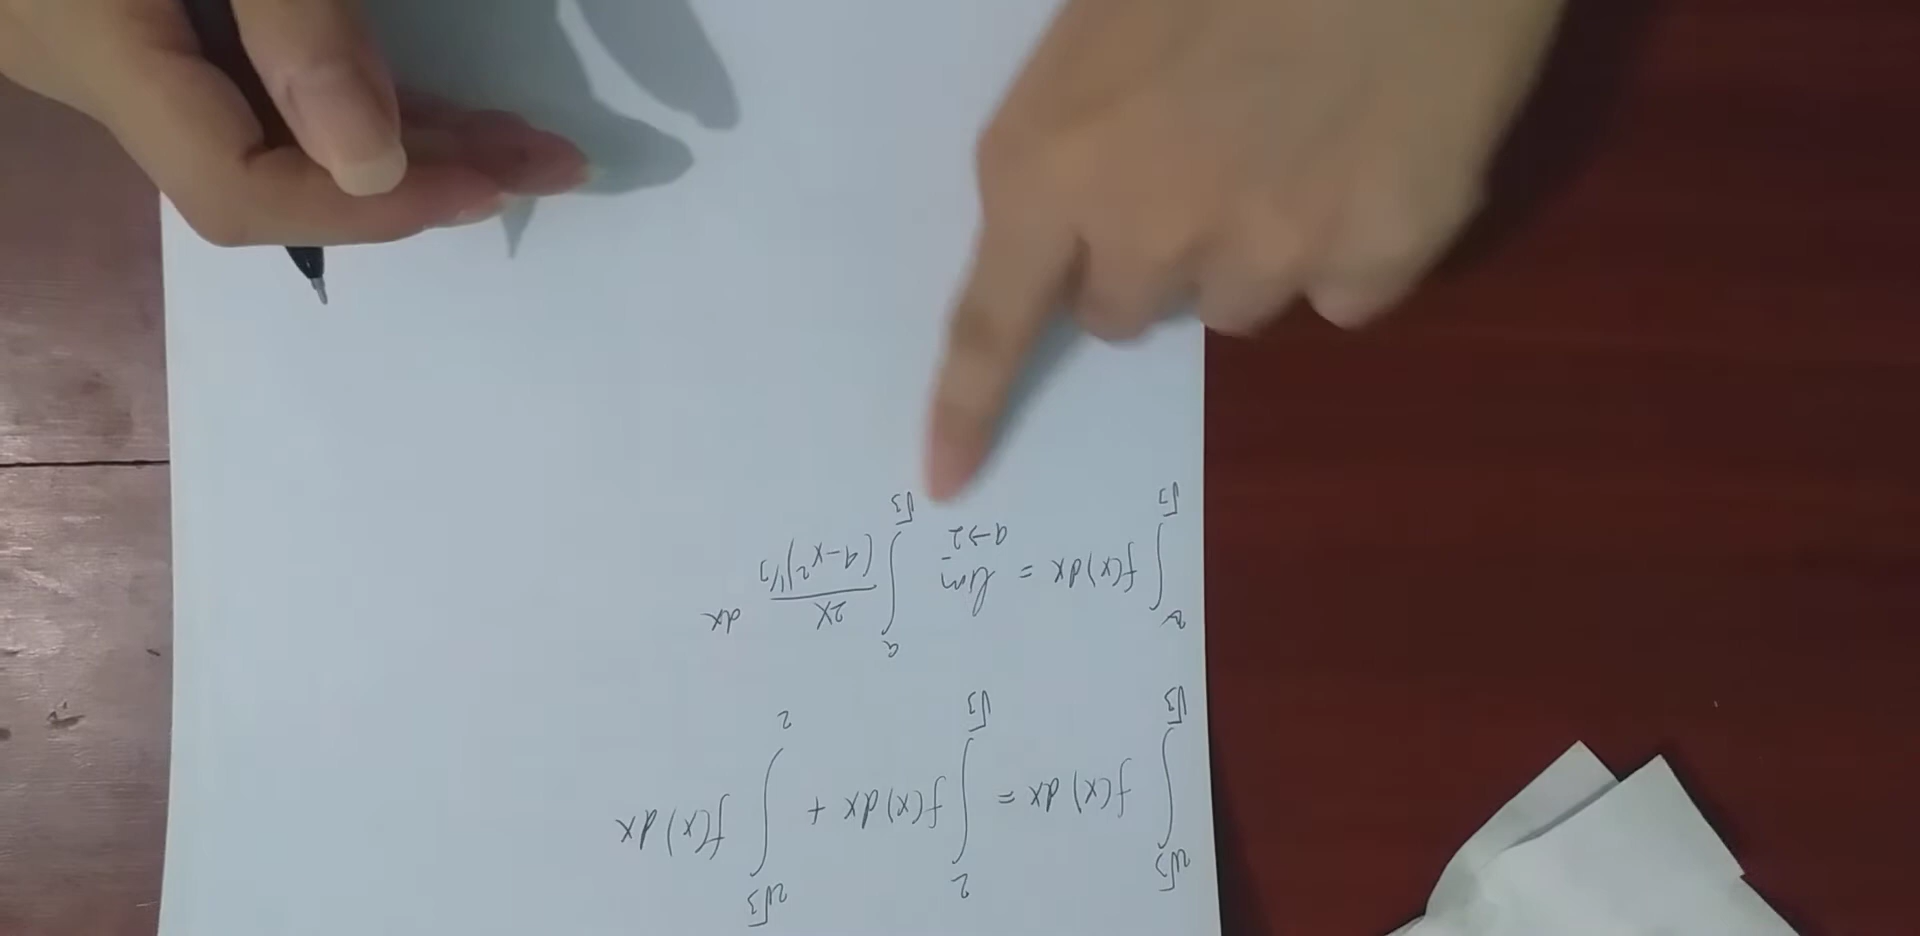 ∫_{√3}^{2√3} f(x) dx = ∫_{√3}^{2} f(x) dx + ∫_{2}^{2√3} f(x) dx
∫_{√3}^{2} f(x) dx = lim_{a→2⁻} ∫_{√3}^{a} 2x/(4-x²)^{1/3} dx